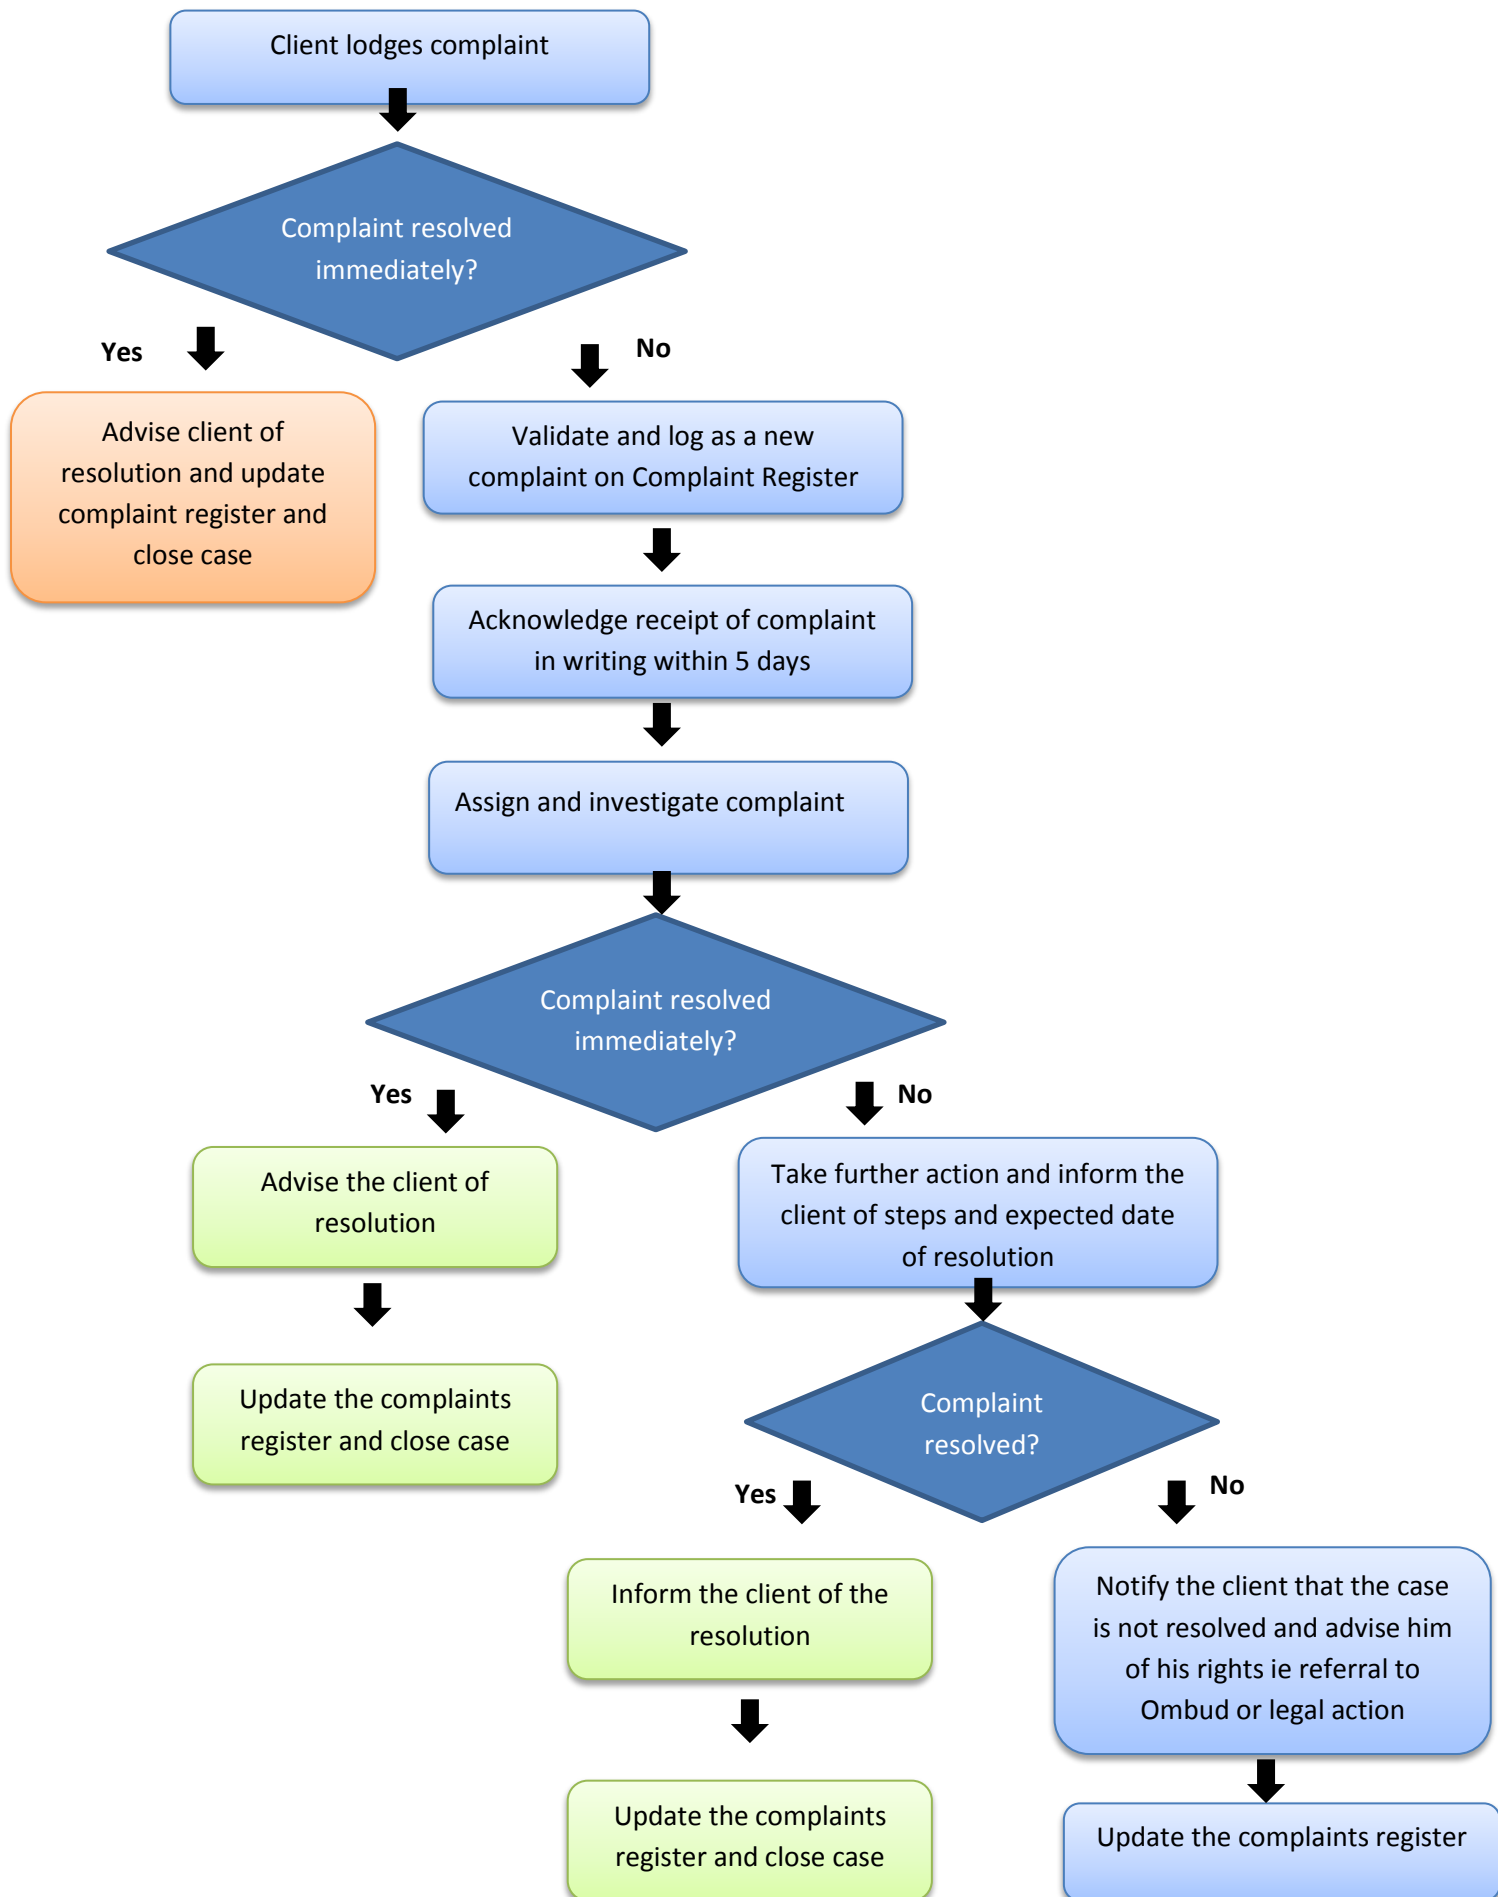 Client lodges complaint
Complaint resolved
immediately?
Yes
No
Advise client of
resolution and update
complaint register and
close case
Validate and log as a new
complaint on Complaint Register
Acknowledge receipt of complaint
in writing within 5 days
Assign and investigate complaint
Complaint resolved
immediately?
Yes
No
Advise the client of
resolution
Take further action and inform the
client of steps and expected date
of resolution
Update the complaints
register and close case
Complaint
resolved?
Yes
No
Inform the client of the
resolution
Notify the client that the case
is not resolved and advise him
of his rights ie referral to
Ombud or legal action
Update the complaints
register and close case
Update the complaints register